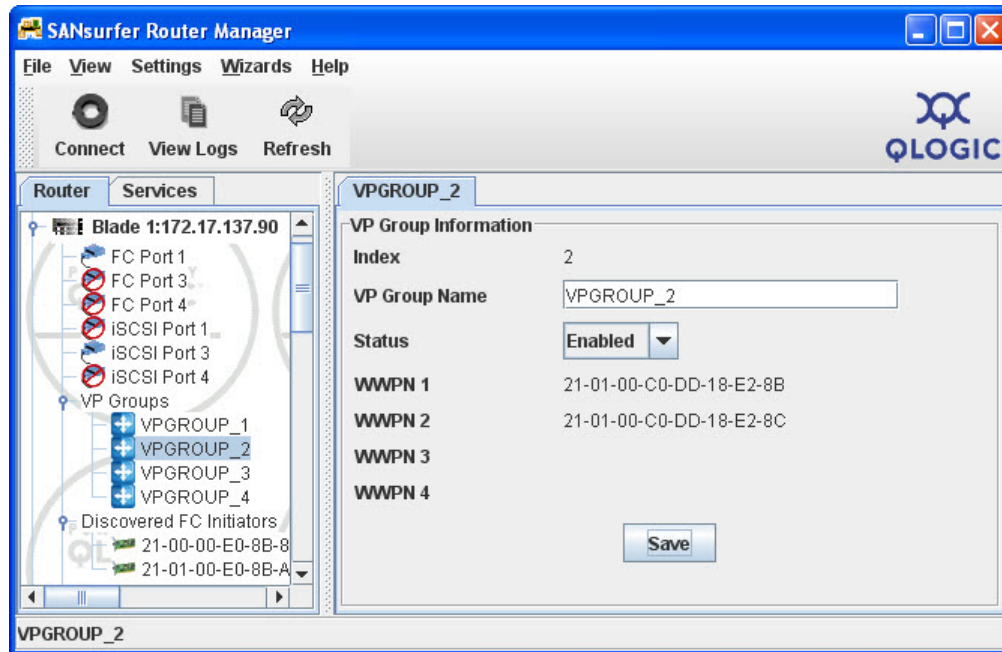 SANsurfer Router Manager
File View Settings Wizards Help
Connect View Logs Refresh
QLOGIC
Router Services
Blade 1:172.17.137.90
FC Port 1
FC Port 3
FC Port 4
iSCSI Port 1
iSCSI Port 3
iSCSI Port 4
VP Groups
VPGROUP_1
VPGROUP_2
VPGROUP_3
VPGROUP_4
Discovered FC Initiators
21-00-00-E0-8B-8
21-01-00-E0-8B-A
VPGROUP_2
VP Group Information
Index 2
VP Group Name VPGROUP_2
Status Enabled
WWPN 1 21-01-00-C0-DD-18-E2-8B
WWPN 2 21-01-00-C0-DD-18-E2-8C
WWPN 3
WWPN 4
Save
VPGROUP_2